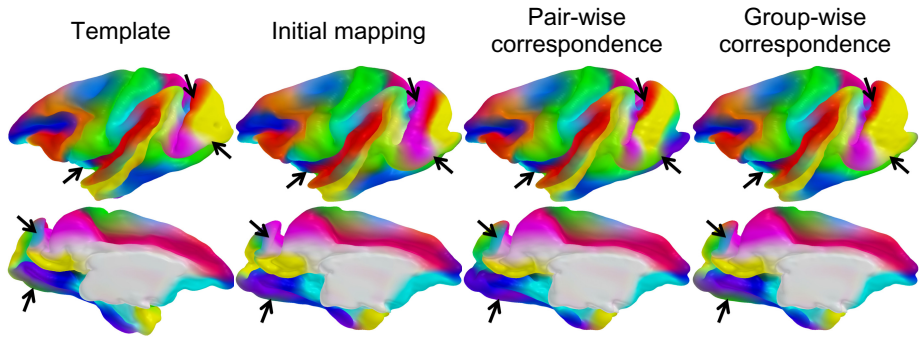 Template
Initial mapping
Pair-wise
correspondence
Group-wise
correspondence